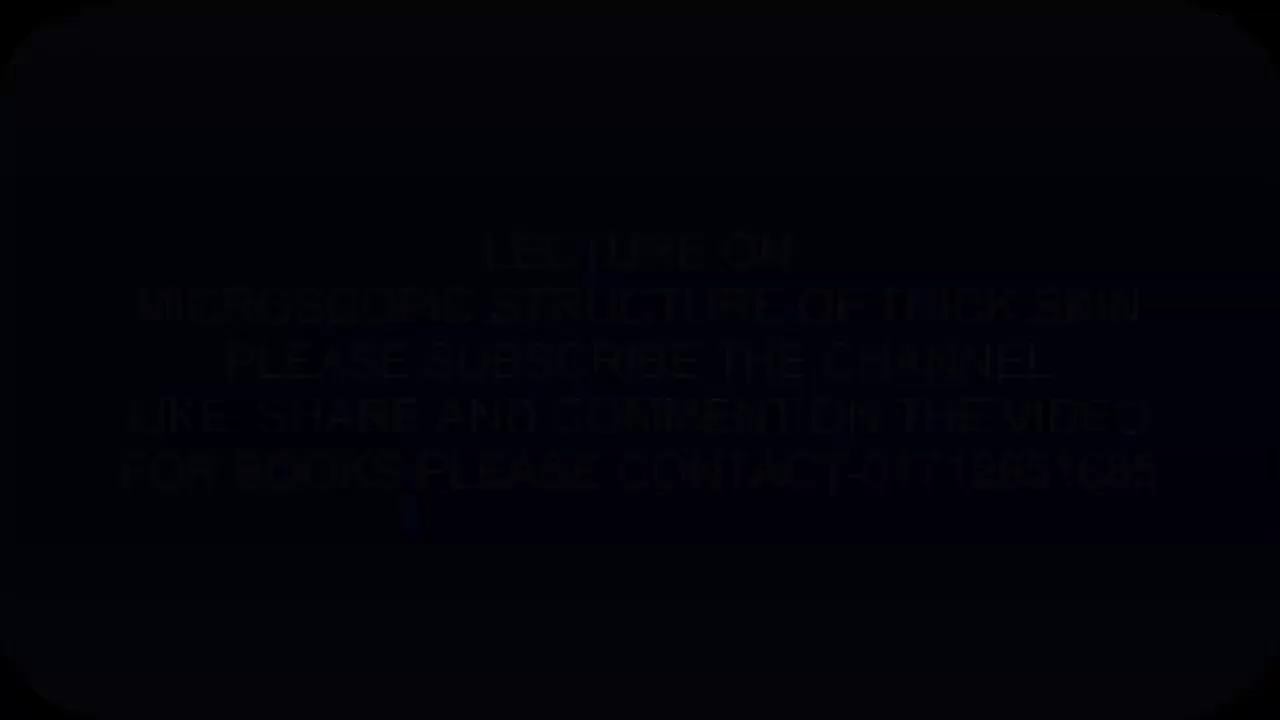 LECTURE ON
MICROSCOPIC STRUCTURE OF THICK SKIN
PLEASE SUBSCRIBE THE CHANNEL
LIKE SHARE AND COMMENT ON THE VIDEO
FOR BOOKS PLEASE CONTACT